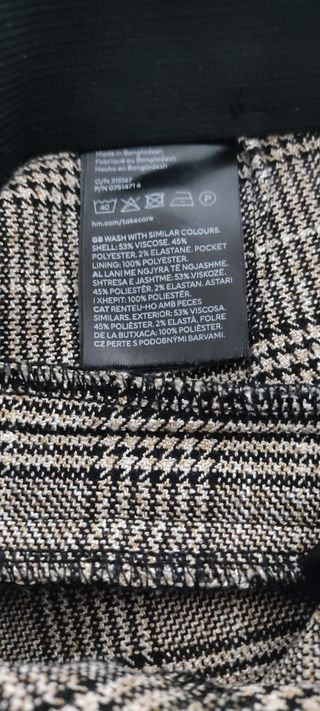 Made in Bangladesh
Fabriqué au Bangladesh
Hecho en Bangladesh
O/N 315167
P/N 0751471 6
40
P
hm.com/takecare
GB WASH WITH SIMILAR COLOURS.
SHELL: 53% VISCOSE. 45%
POLYESTER. 2% ELASTANE. POCKET
LINING: 100% POLYESTER.
AL LANI ME NGJYRA TË NGJASHME.
SHTRESA E JASHTME: 53% VISKOZË.
45% POLIESTËR. 2% ELASTAN. ASTARI
I XHEPIT: 100% POLIESTËR.
CAT RENTEU-HO AMB PECES
SIMILARS. EXTERIOR: 53% VISCOSA.
45% POLIÈSTER. 2% ELASTÀ. FOLRE
DE LA BUTXACA: 100% POLIÈSTER.
CZ PERTE S PODOBNÝMI BARVAMI.